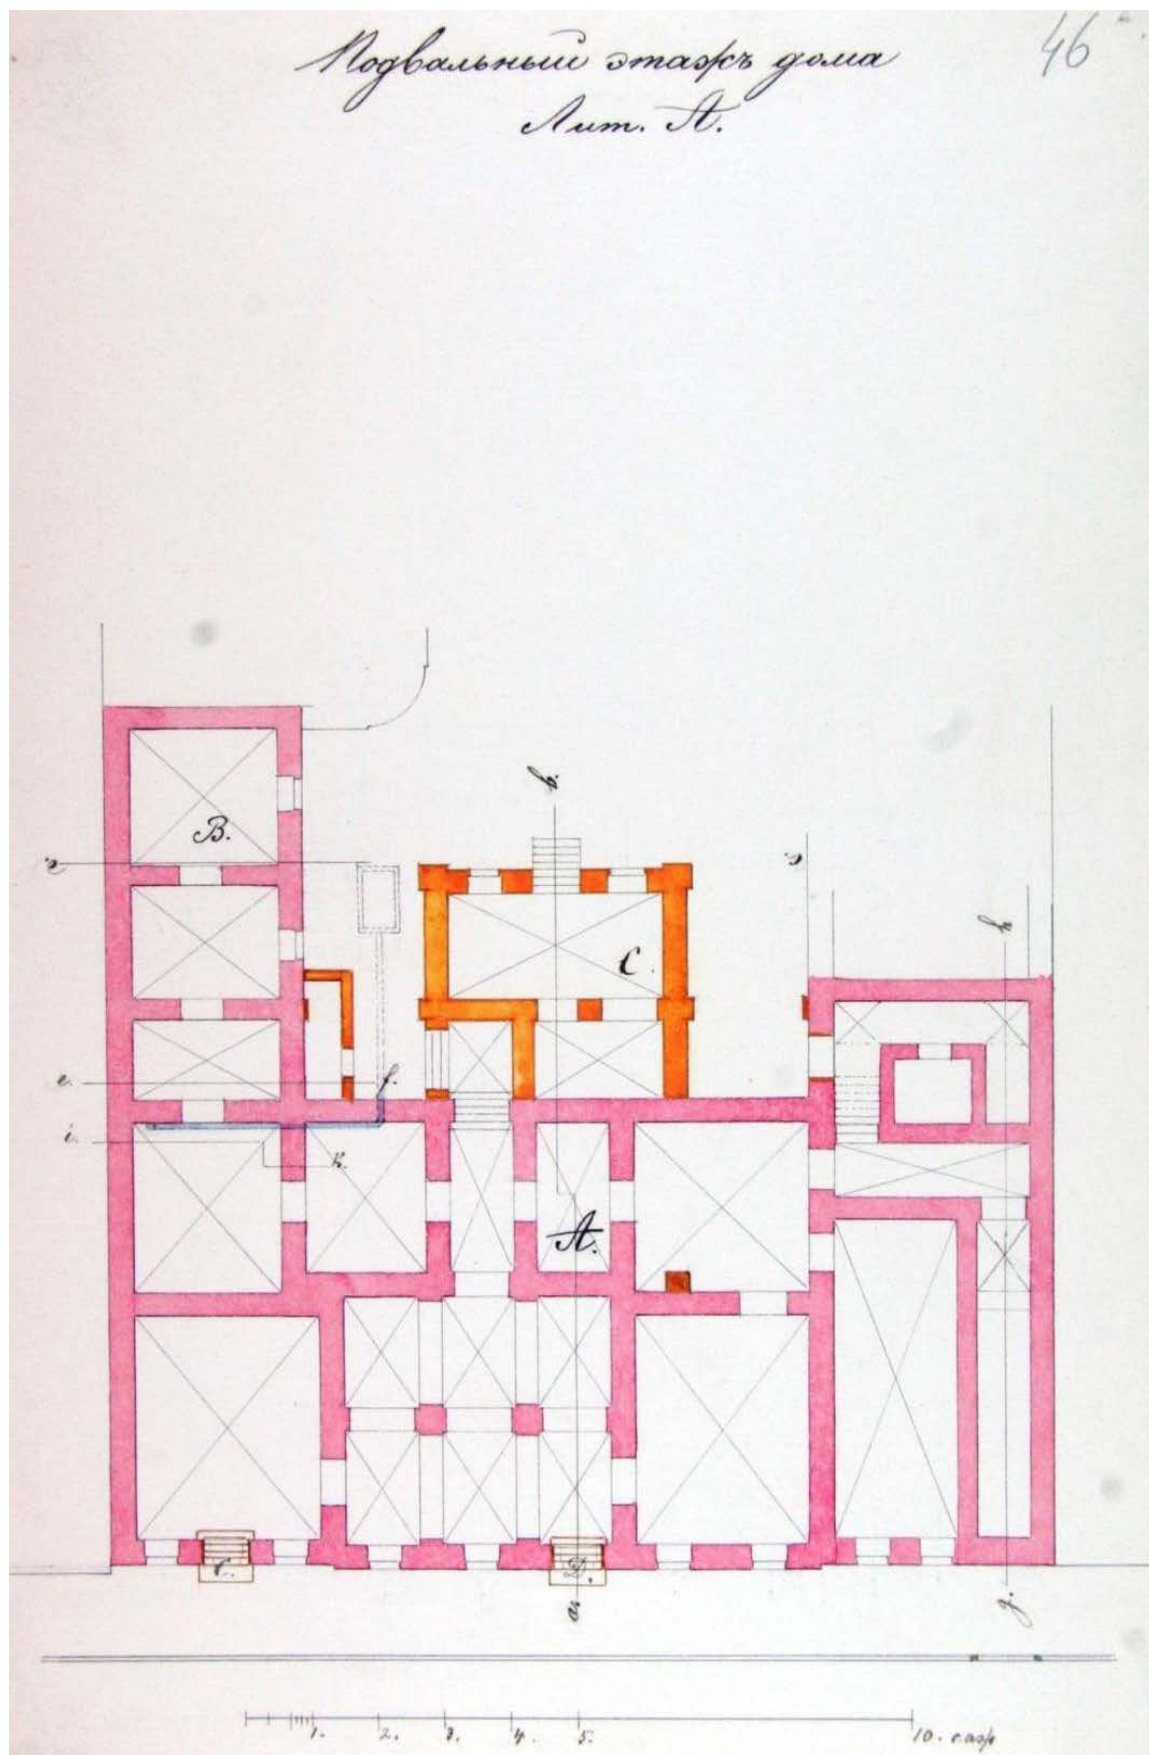 46
Подвальный этажъ дома
Лит. А.
b.
B.
c.
C.
h
e.
f.
i.
k.
A.
C.
D.
a.
g.
1. 2. 3. 4. 5. 10. саж